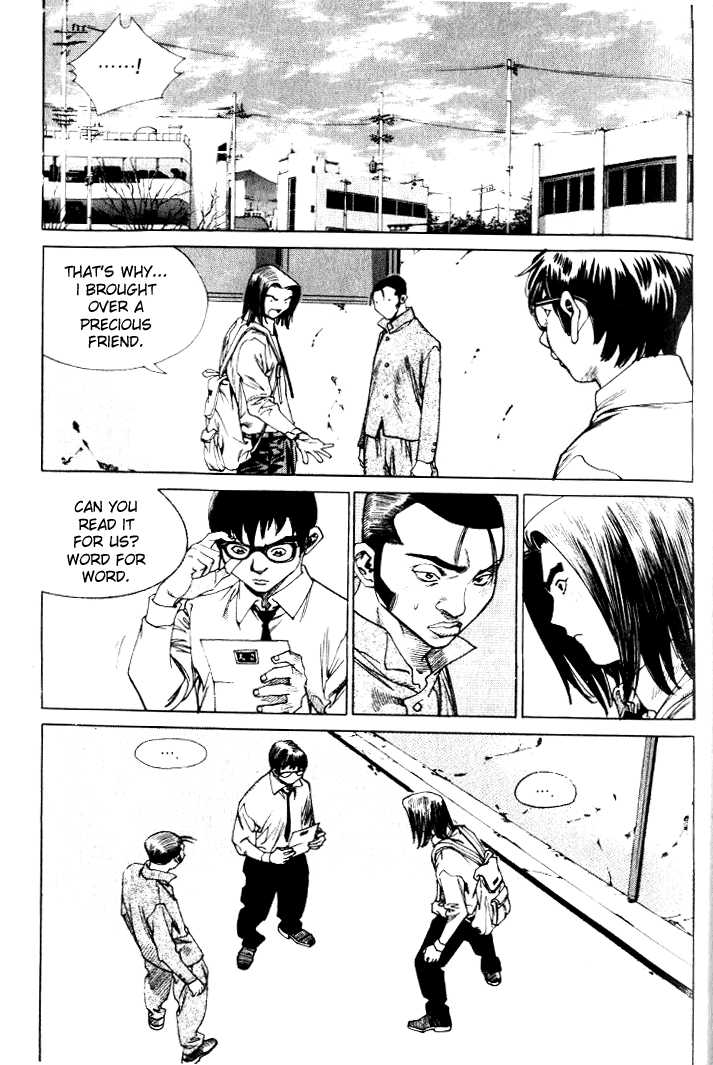 ......!
THAT'S WHY...
I BROUGHT
OVER A
PRECIOUS
FRIEND.
CAN YOU
READ IT
FOR US?
WORD FOR
WORD.
....
....